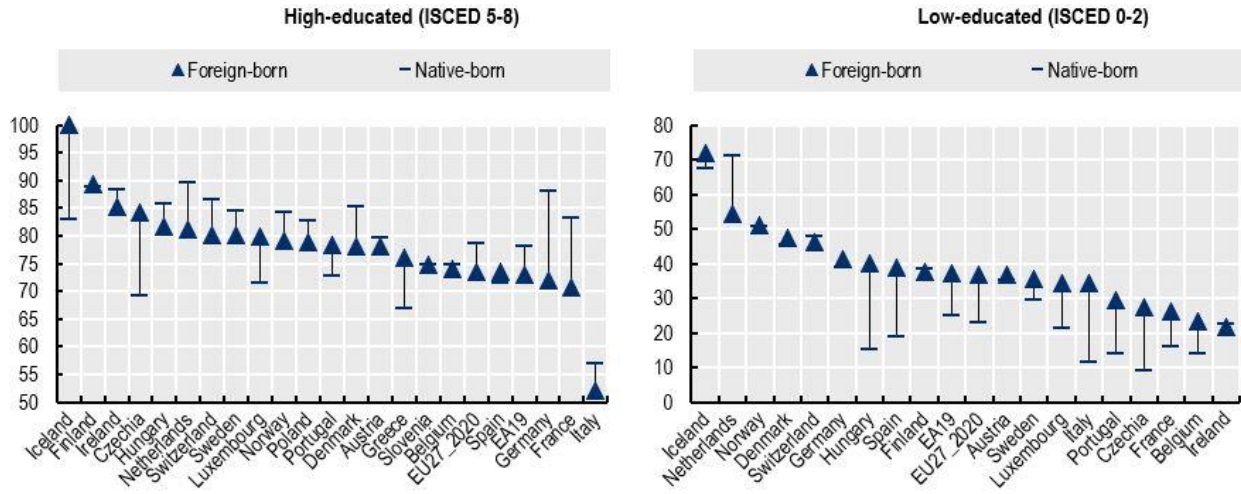 High-educated (ISCED 5-8)
Foreign-born
Native-born
100
95
90
85
80
75
70
65
60
55
50
Iceland
Finland
Ireland
Czechia
Hungary
Netherlands
Switzerland
Sweden
Luxembourg
Norway
Poland
Portugal
Denmark
Austria
Greece
Slovenia
Belgium
EU27_2020
Spain
EA19
Germany
France
Italy
Low-educated (ISCED 0-2)
Foreign-born
Native-born
80
70
60
50
40
30
20
10
0
Iceland
Netherlands
Norway
Denmark
Switzerland
Germany
Hungary
Spain
Finland
EA19
EU27_2020
Austria
Sweden
Luxembourg
Italy
Portugal
Czechia
France
Belgium
Ireland